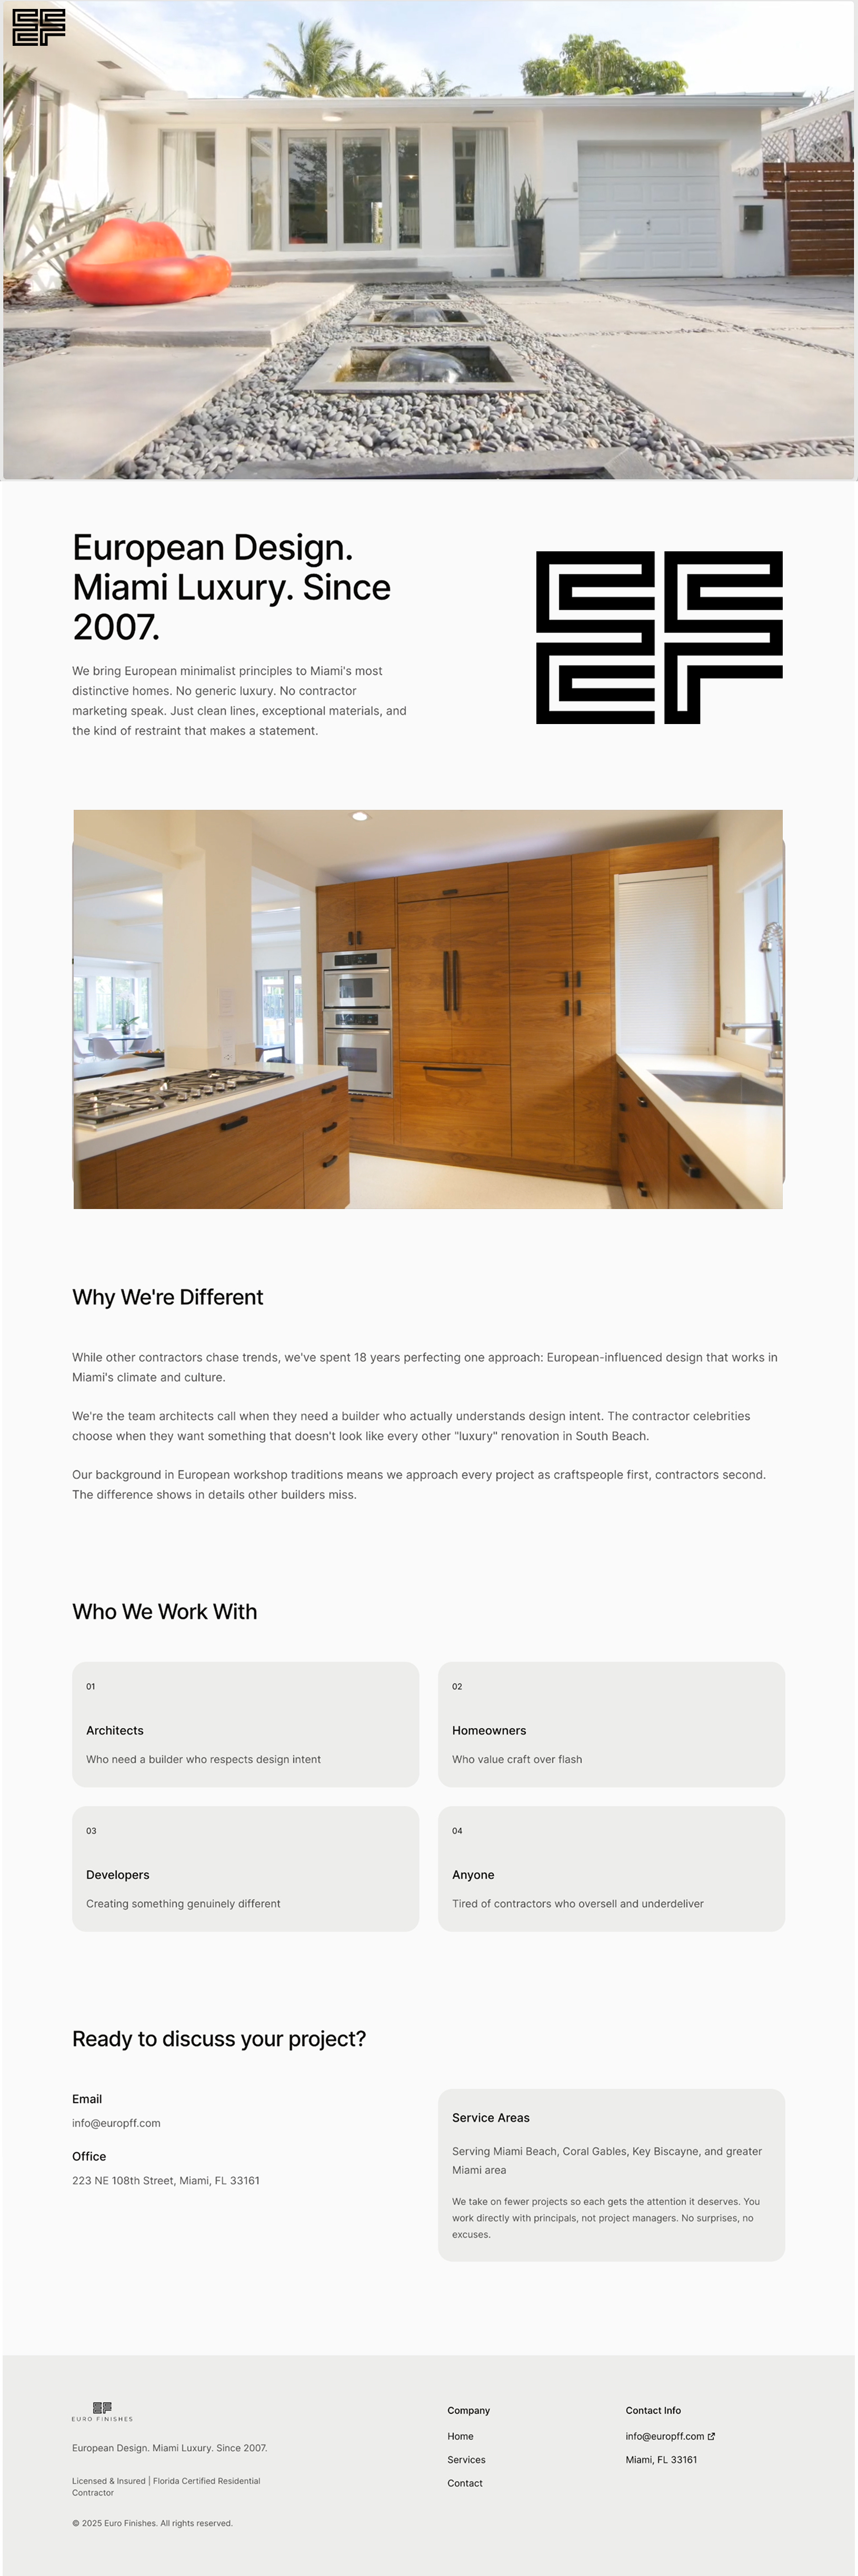 European Design.
Miami Luxury. Since
2007.
We bring European minimalist principles to Miami's most
distinctive homes. No generic luxury. No contractor
marketing speak. Just clean lines, exceptional materials, and
the kind of restraint that makes a statement.
Why We're Different
While other contractors chase trends, we've spent 18 years perfecting one approach: European-influenced design that works in
Miami's climate and culture.
We're the team architects call when they need a builder who actually understands design intent. The contractor celebrities
choose when they want something that doesn't look like every other "luxury" renovation in South Beach.
Our background in European workshop traditions means we approach every project as craftspeople first, contractors second.
The difference shows in details other builders miss.
Who We Work With
01
Architects
Who need a builder who respects design intent
02
Homeowners
Who value craft over flash
03
Developers
Creating something genuinely different
04
Anyone
Tired of contractors who oversell and underdeliver
Ready to discuss your project?
Email
info@europff.com
Office
223 NE 108th Street, Miami, FL 33161
Service Areas
Serving Miami Beach, Coral Gables, Key Biscayne, and greater
Miami area
We take on fewer projects so each gets the attention it deserves. You
work directly with principals, not project managers. No surprises, no
excuses.
EURO FINISHES
European Design. Miami Luxury. Since 2007.
Licensed & Insured | Florida Certified Residential
Contractor
© 2025 Euro Finishes. All rights reserved.
Company
Home
Services
Contact
Contact Info
info@europff.com
Miami, FL 33161